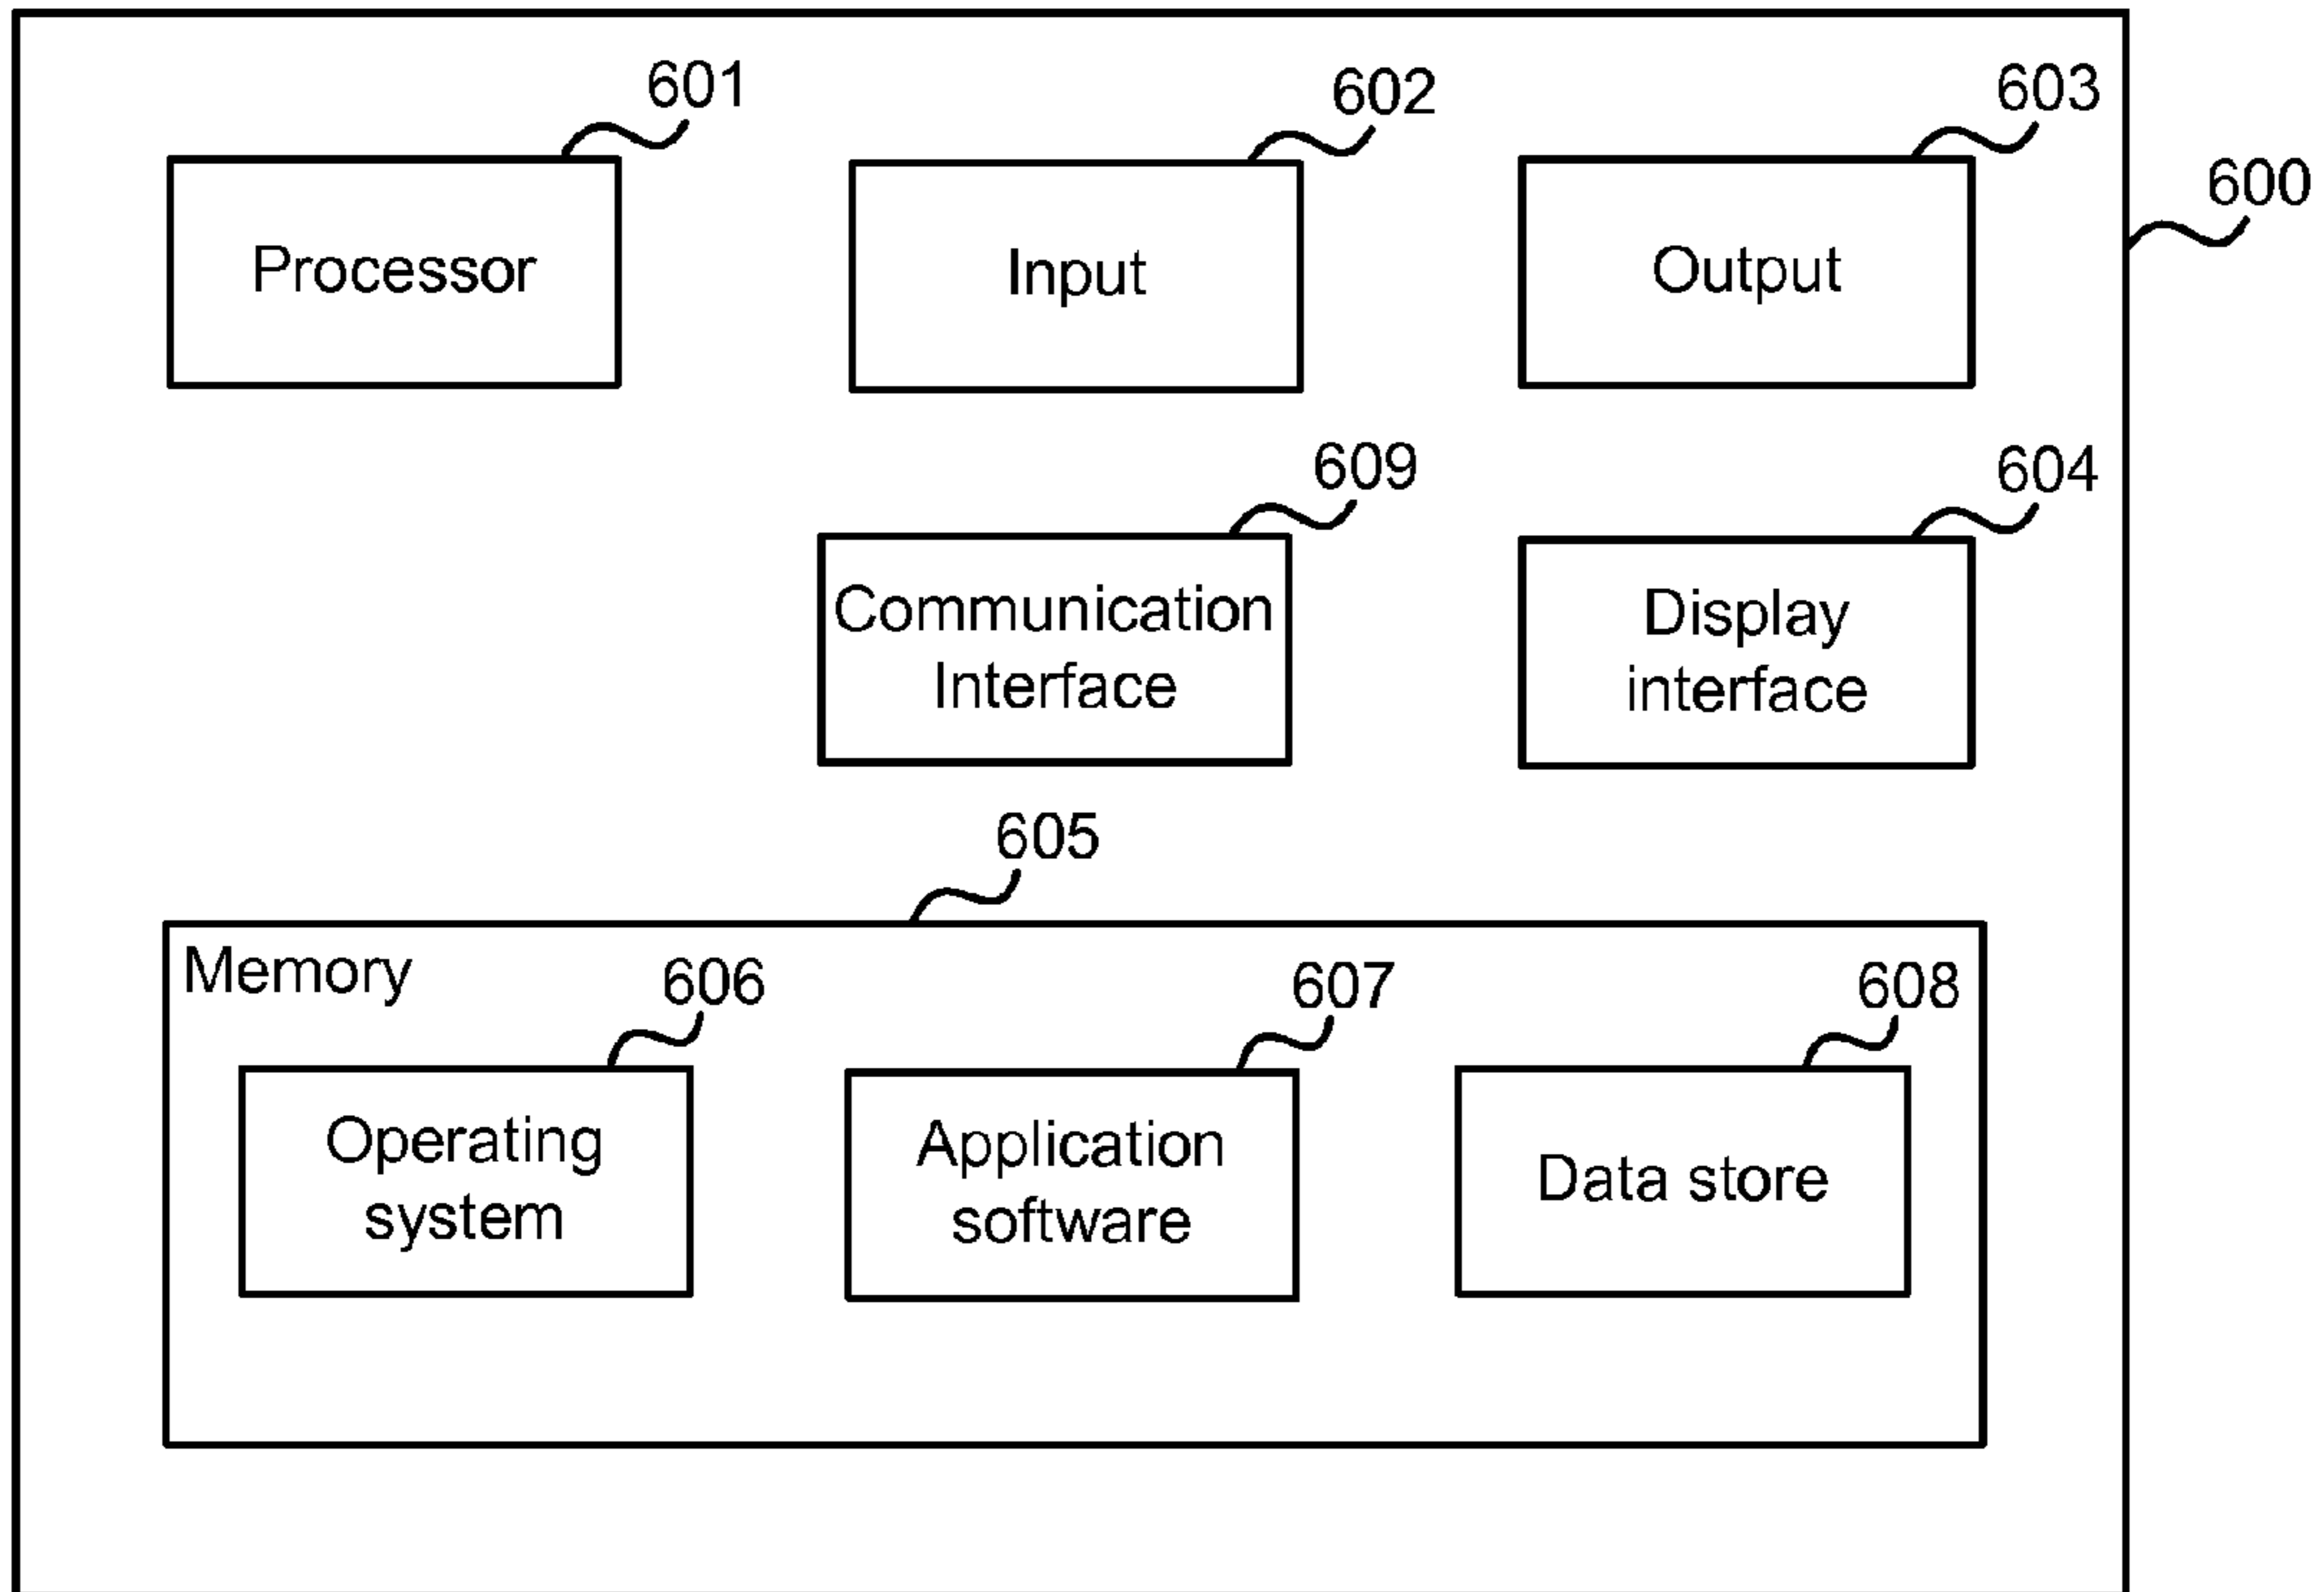 601
602
603
600
Processor
Input
Output
609
604
Communication
Interface
Display
interface
605
Memory
606
607
608
Operating
system
Application
software
Data store